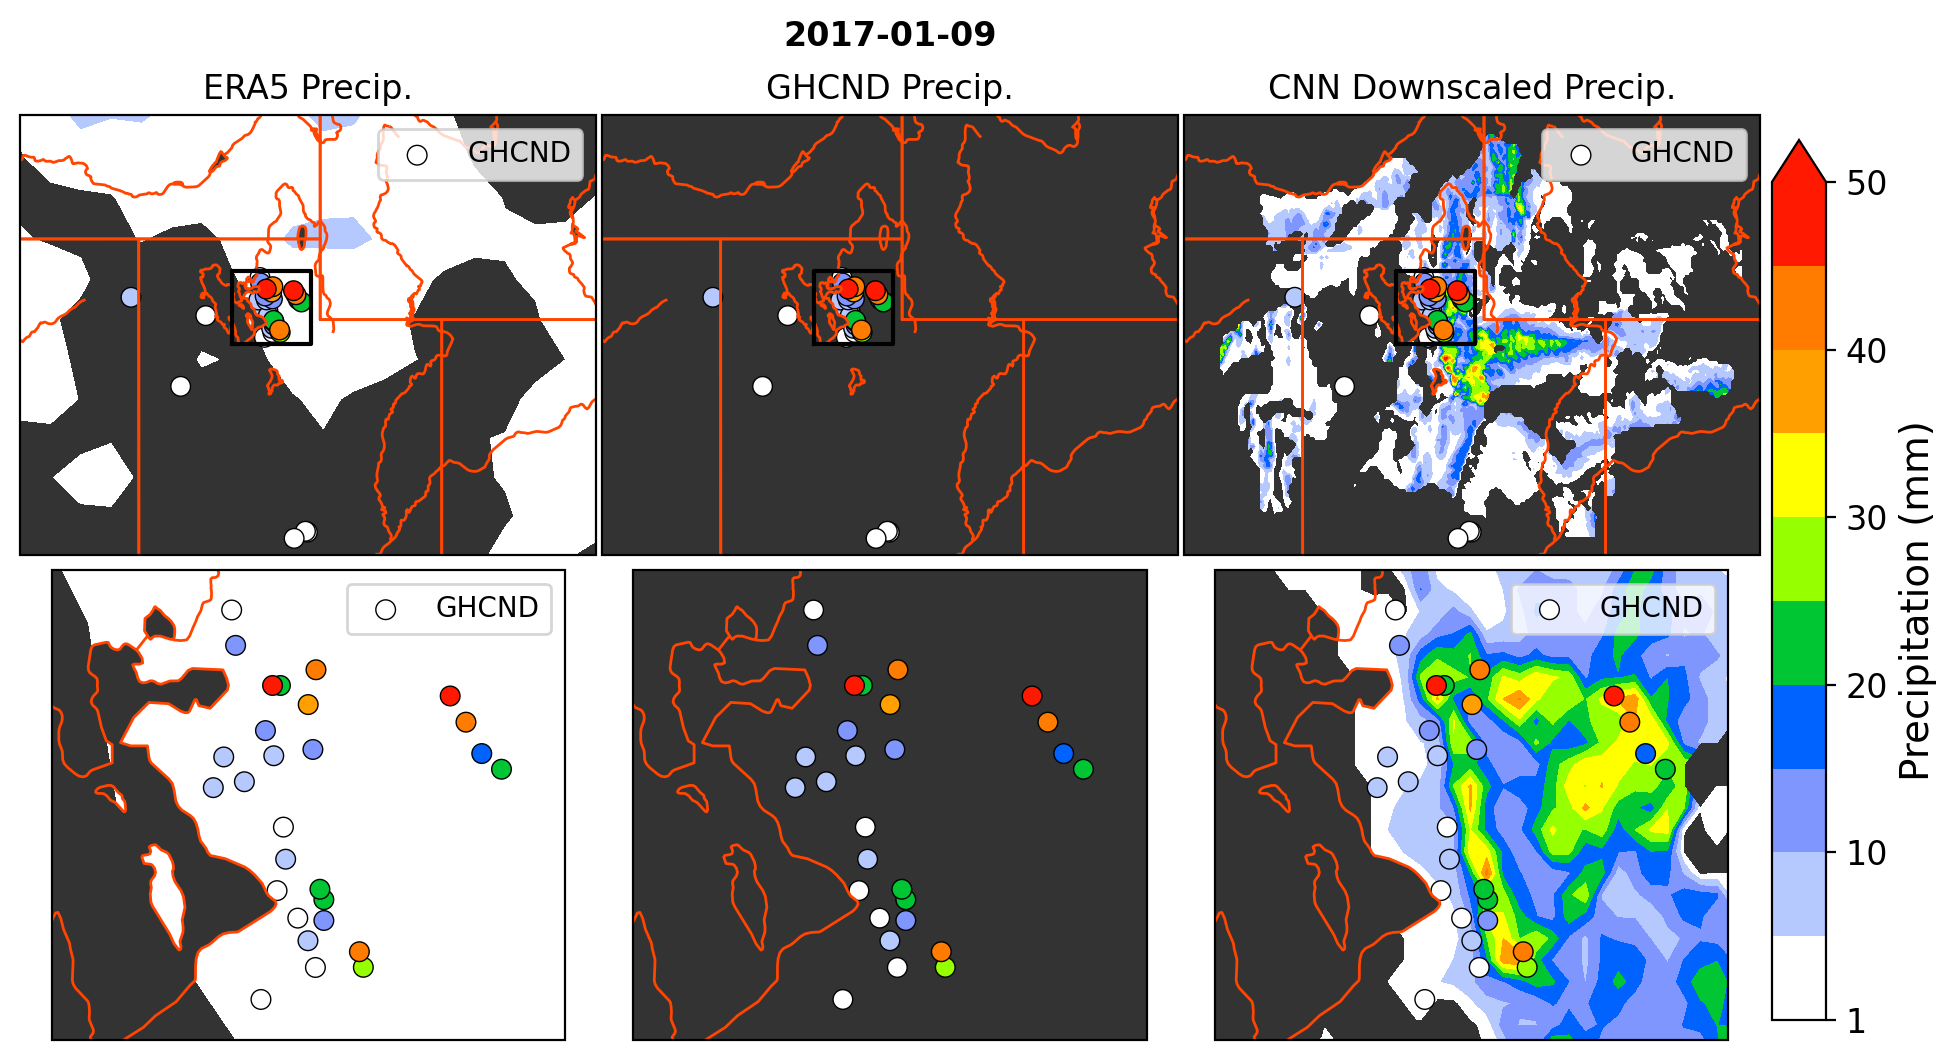 2017-01-09
ERA5 Precip.
GHCND Precip.
CNN Downscaled Precip.
GHCND
GHCND
GHCND
GHCND
50
40
30
20
10
1
Precipitation (mm)